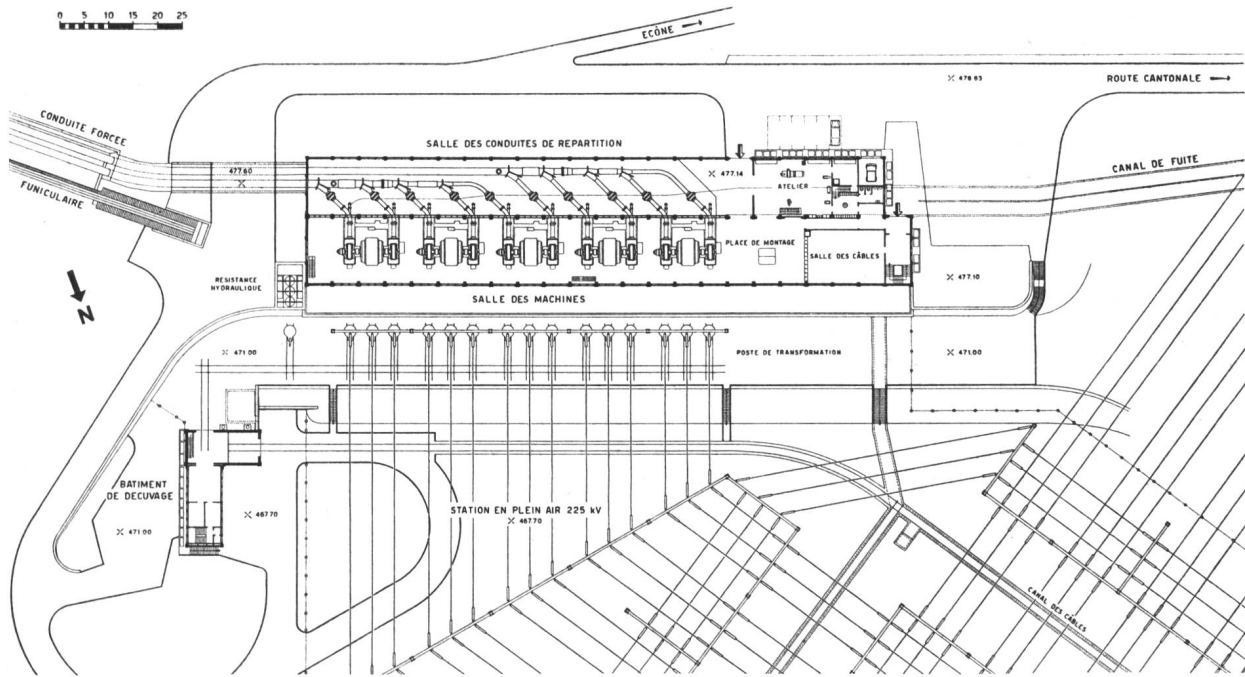 0 5 10 15 20 25
ECÔNE
478 63
ROUTE CANTONALE
CONDUITE FORCEE
FUNICULAIRE
477.60
SALLE DES CONDUITES DE REPARTITION
477.14
ATELIER
CANAL DE FUITE
PLACE DE MONTAGE
SALLE DES CÂBLES
477.10
RESISTANCE
HYDRAULIQUE
N
SALLE DES MACHINES
471 00
POSTE DE TRANSFORMATION
471.00
BATIMENT
DE DECUVAGE
471 00
467.70
STATION EN PLEIN AIR 225 kV
467.70
CANAL DES CÂBLES